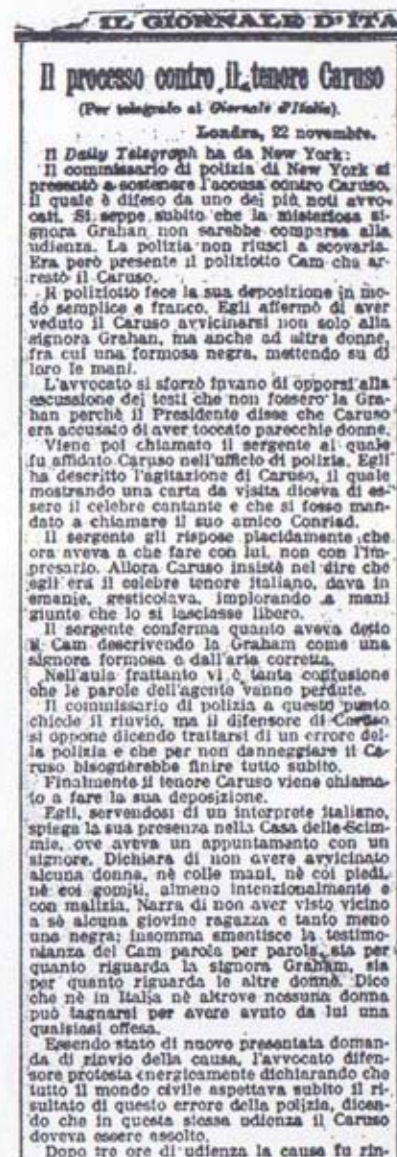 IL GIORNALE D'ITA
Il processo contro il tenore Caruso
(Per telegrafo al Giornale d'Italia).
Londra, 22 novembre.
Il Daily Telegraph ha da New York:
Il commissario di polizia di New York si
presentò a sostenere l'accusa contro Caruso,
il quale è difeso da uno dei più noti avvo-
cati. Si seppe subito che la misteriosa si-
gnora Grahan non sarebbe comparsa alla
udienza. La polizia non riuscì a scovarla.
Era però presente il poliziotto Cam che ar-
restò il Caruso.
Il poliziotto fece la sua deposizione in mo-
do semplice e franco. Egli affermò di aver
veduto il Caruso avvicinarsi non solo alla
signora Grahan, ma anche ad altre donne,
fra cui una formosa negra, mettendo su di
loro le mani.
L'avvocato si sforzò invano di opporsi alla
escussione dei testi che non fossero la Gra-
han perchè il Presidente disse che Caruso
era accusato di aver toccato parecchie donne.
Viene poi chiamato il sergente al quale
fu affidato Caruso nell'ufficio di polizia. Egli
ha descritto l'agitazione di Caruso, il quale
mostrando una carta da visita diceva di es-
sere il celebre cantante e che si fosse man-
dato a chiamare il suo amico Conried.
Il sergente gli rispose placidamente che
ora aveva a che fare con lui, non con l'im-
presario. Allora Caruso insistè nel dire che
egli era il celebre tenore italiano, dava in
smanie, gesticolava, implorando a mani
giunte che lo si lasciasse libero.
Il sergente conferma quanto aveva detto
il Cam descrivendo la Graham come una
signora formosa e dall'aria corretta.
Nell'aula frattanto vi è tanta confusione
che le parole dell'agente vanno perdute.
Il commissario di polizia a questo punto
chiede il rinvio, ma il difensore di Caruso
si oppone dicendo trattarsi di un errore del-
la polizia e che per non danneggiare il Ca-
ruso bisognerebbe finire tutto subito.
Finalmente il tenore Caruso viene chiama-
to a fare la sua deposizione.
Egli, servendosi di un interprete italiano,
spiega la sua presenza nella Casa delle Scim-
mie, ove aveva un appuntamento con un
signore. Dichiara di non avere avvicinato
alcuna donna, nè colle mani, nè coi piedi,
nè coi gomiti, almeno intenzionalmente e
con malizia. Narra di non aver visto vicino
a sè alcuna giovine ragazza e tanto meno
una negra; insomma smentisce la testimo-
nianza del Cam parola per parola, sia per
quanto riguarda la signora Graham, sia
per quanto riguarda le altre donne. Dice
che nè in Italia nè altrove nessuna donna
può lagnarsi per avere avuto da lui una
qualsiasi offesa.
Essendo stato di nuovo presentata doman-
da di rinvio della causa, l'avvocato difen-
sore protesta energicamente dichiarando che
tutto il mondo civile aspettava subito il ri-
sultato di questo errore della polizia, dicen-
do che in questa stessa udienza il Caruso
doveva essere assolto.
Dopo tre ore di udienza la causa fu rin-